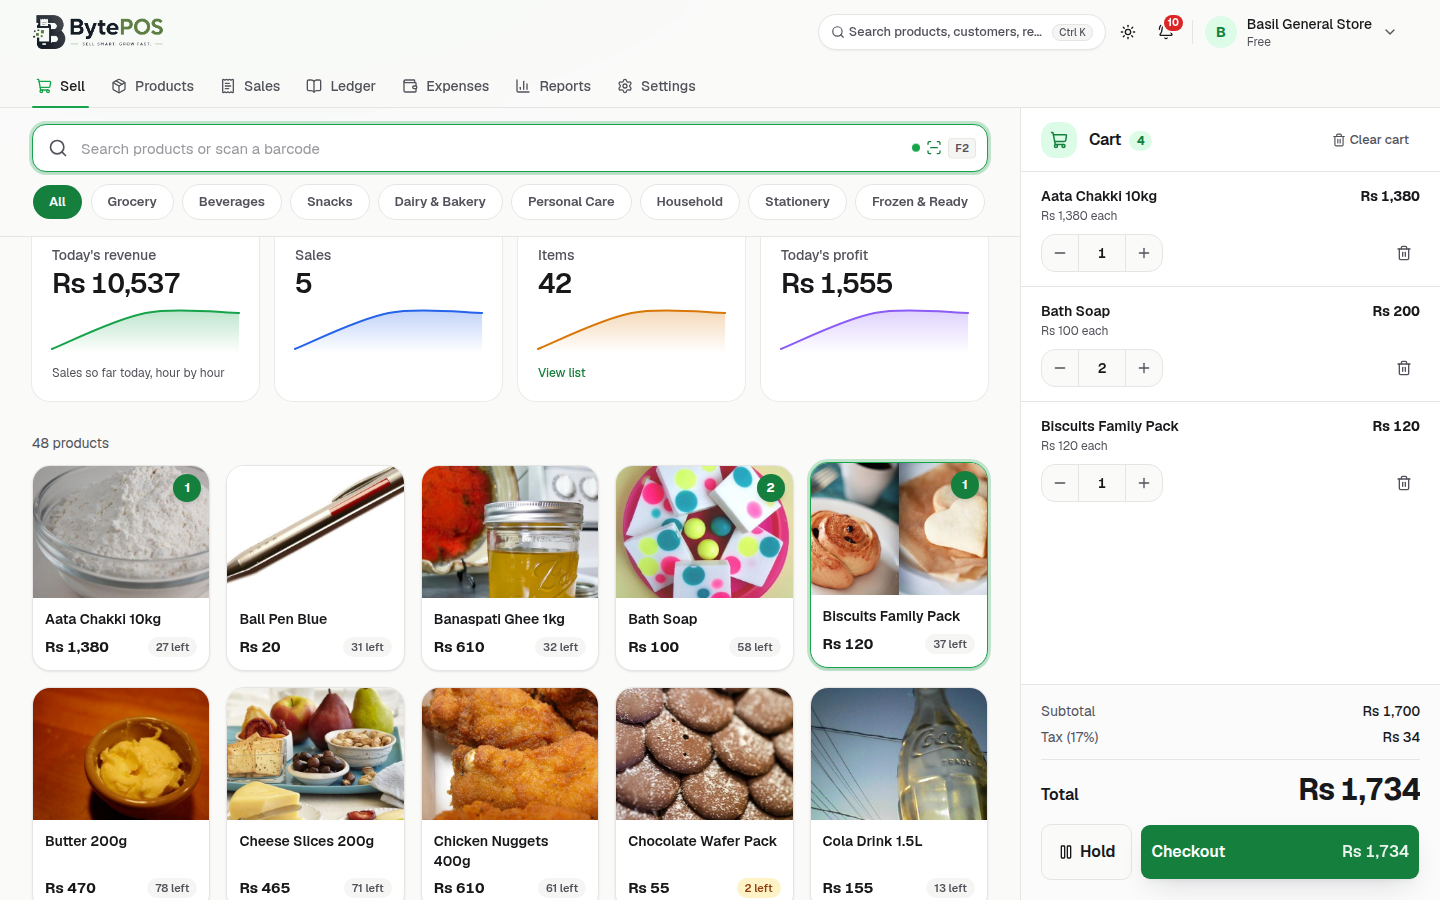 BytePOS
SELL SMART. GROW FAST.
Search products, customers, re...
Ctrl K
10
B
Basil General Store
Free
Sell
Products
Sales
Ledger
Expenses
Reports
Settings
Search products or scan a barcode
F2
All
Grocery
Beverages
Snacks
Dairy & Bakery
Personal Care
Household
Stationery
Frozen & Ready
Today's revenue
Rs 10,537
Sales so far today, hour by hour
Sales
5
Items
42
View list
Today's profit
Rs 1,555
48 products
1
Aata Chakki 10kg
Rs 1,380
27 left
Ball Pen Blue
Rs 20
31 left
Banaspati Ghee 1kg
Rs 610
32 left
2
Bath Soap
Rs 100
58 left
1
Biscuits Family Pack
Rs 120
37 left
Butter 200g
Rs 470
78 left
Cheese Slices 200g
Rs 465
71 left
Chicken Nuggets
400g
Rs 610
61 left
Chocolate Wafer Pack
Rs 55
2 left
Cola Drink 1.5L
Rs 155
13 left
Cart
4
Clear cart
Aata Chakki 10kg
Rs 1,380
Rs 1,380 each
1
Bath Soap
Rs 200
Rs 100 each
2
Biscuits Family Pack
Rs 120
Rs 120 each
1
Subtotal
Rs 1,700
Tax (17%)
Rs 34
Total
Rs 1,734
Hold
Checkout
Rs 1,734